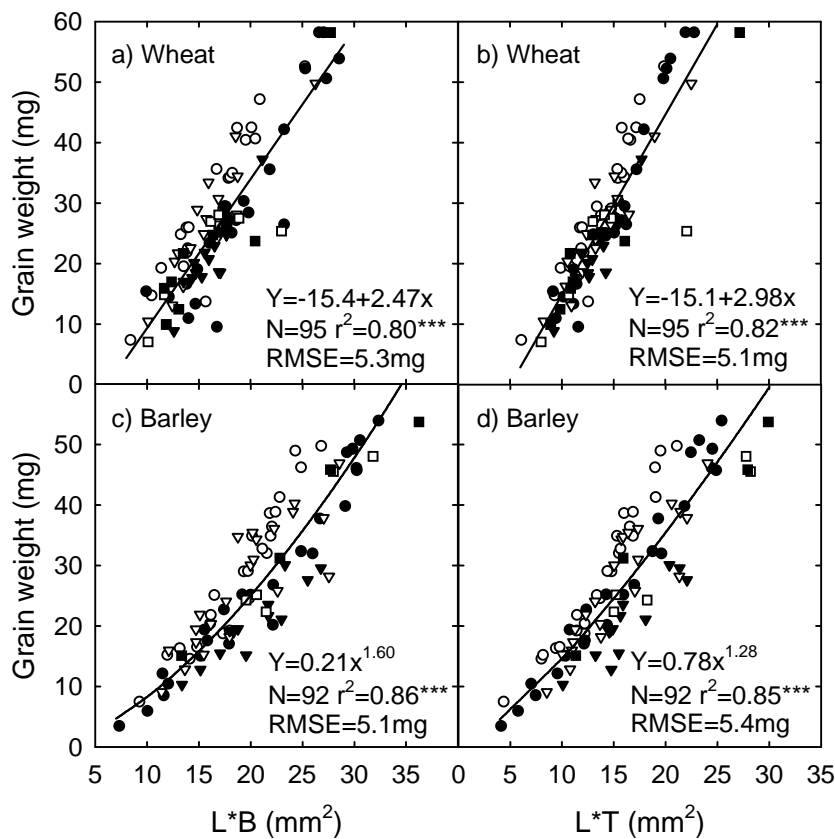 a) Wheat
b) Wheat
Grain weight (mg)
60
50
40
30
20
10
0
Y=-15.4+2.47x
N=95 r²=0.80***
RMSE=5.3mg
Y=-15.1+2.98x
N=95 r²=0.82***
RMSE=5.1mg
c) Barley
d) Barley
Grain weight (mg)
50
40
30
20
10
0
Y=0.21x^1.60
N=92 r²=0.86***
RMSE=5.1mg
Y=0.78x^1.28
N=92 r²=0.85***
RMSE=5.4mg
5 10 15 20 25 30 35 0 5 10 15 20 25 30 35
L*B (mm²)
L*T (mm²)